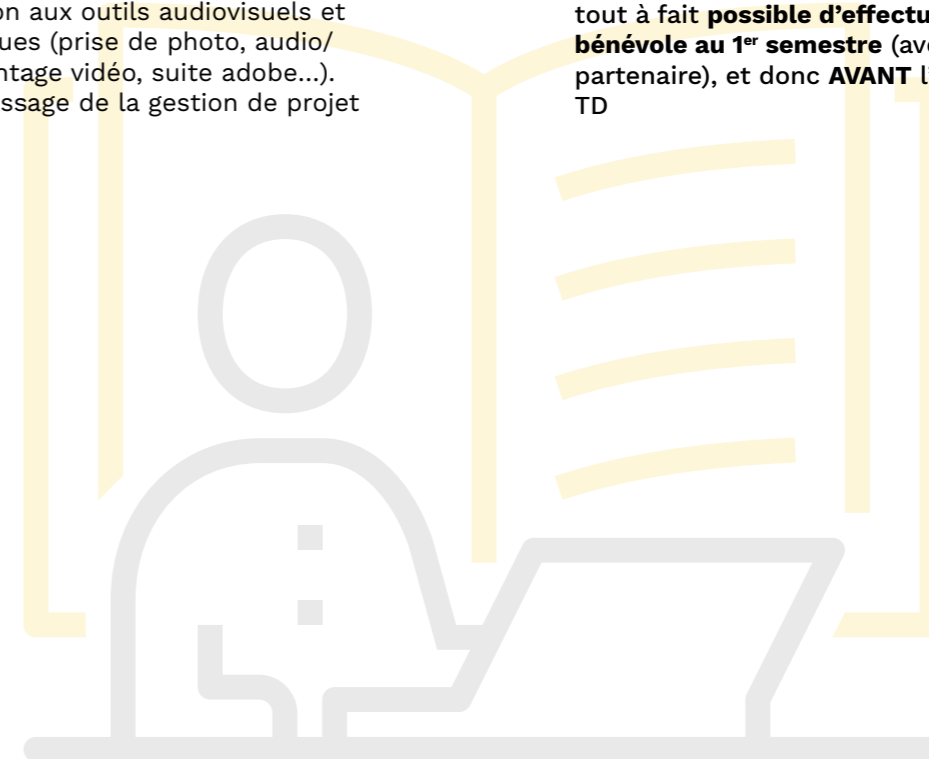 on aux outils audiovisuels et
ues (prise de photo, audio/
ntage vidéo, suite adobe...).
ssage de la gestion de projet
tout à fait possible d’effectu
bénévole au 1er semestre (av
partenaire), et donc AVANT l’
TD